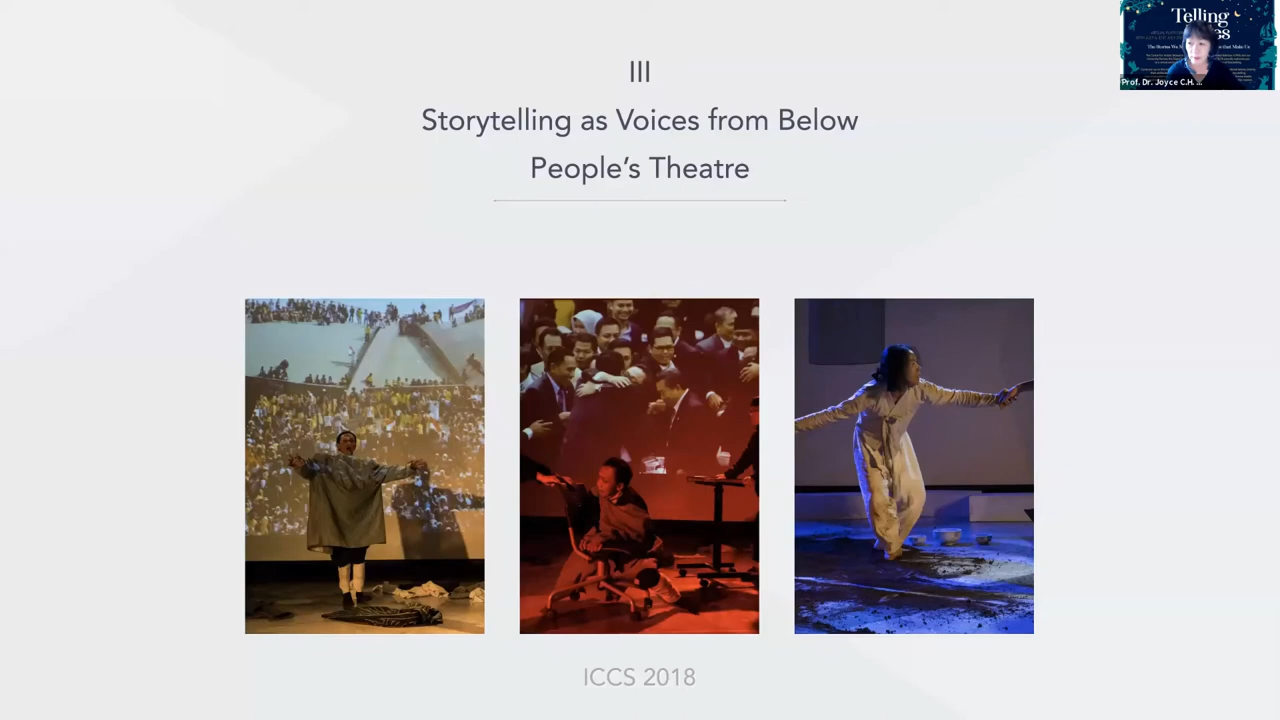 III
Storytelling as Voices from Below
People's Theatre
ICCS 2018
Telling
Prof. Dr. Joyce C.H. ...